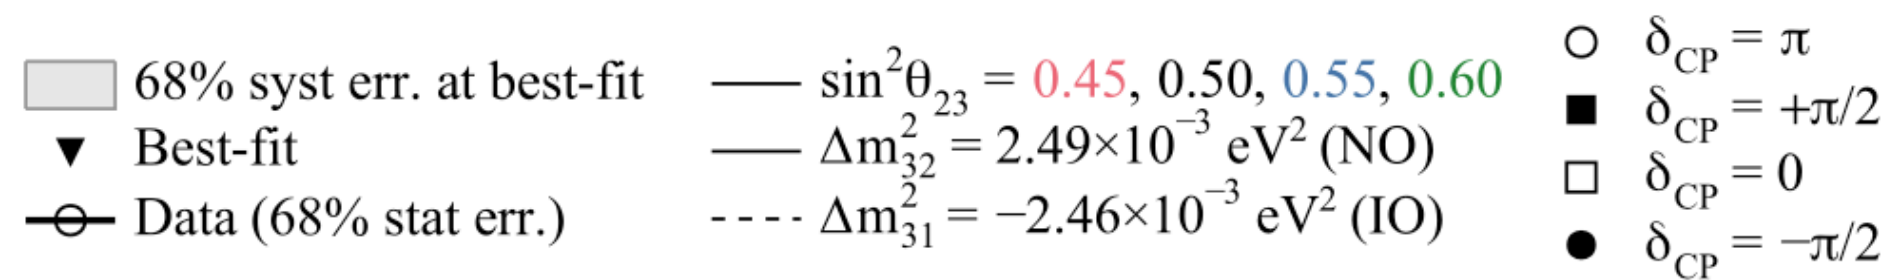 68% syst err. at best-fit
Best-fit
Data (68% stat err.)
sin²θ₂₃ = 0.45, 0.50, 0.55, 0.60
Δm²₃₂ = 2.49×10⁻³ eV² (NO)
Δm²₃₁ = −2.46×10⁻³ eV² (IO)
δ_CP = π
δ_CP = +π/2
δ_CP = 0
δ_CP = −π/2